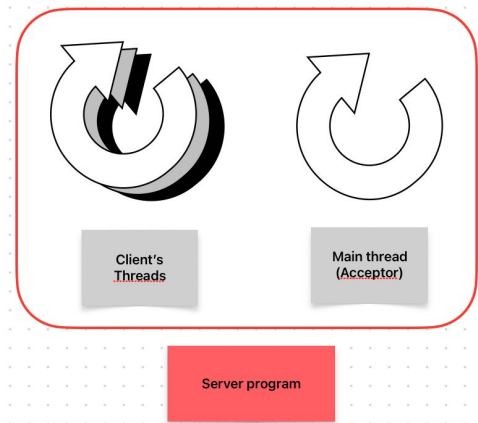 Client's
Threads
Main thread
(Acceptor)
Server program